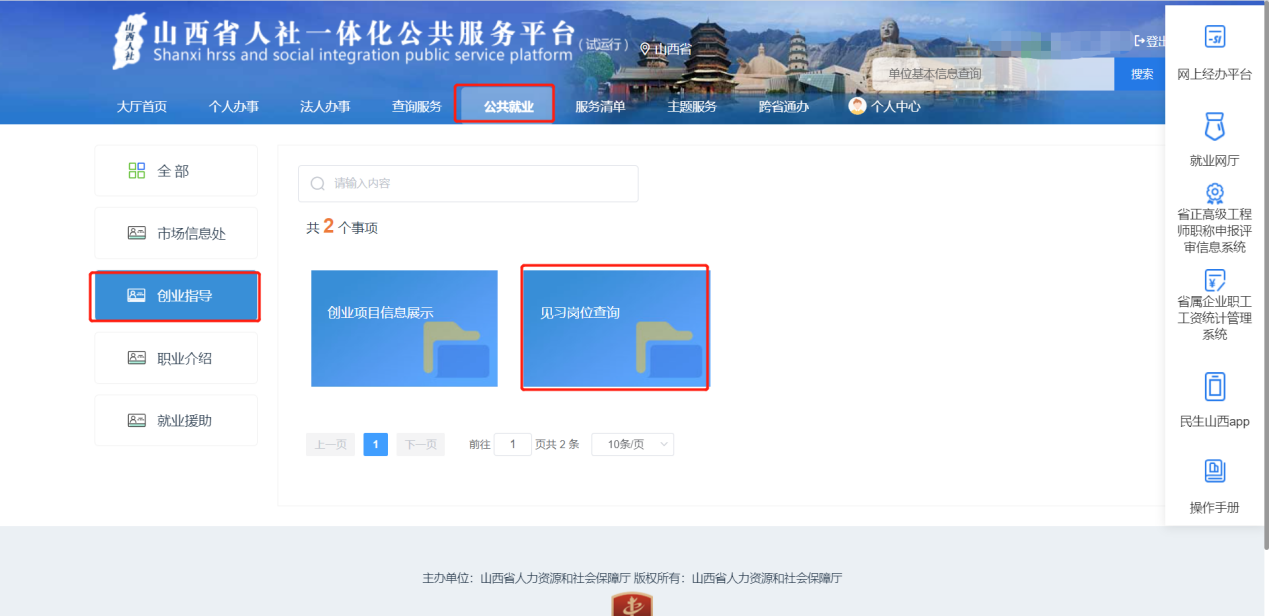 山西人社
山西省人社一体化公共服务平台(试运行)
Shanxi hrss and social integration public service platform
山西省
登出
单位基本信息查询
搜索
大厅首页 个人办事 法人办事 查询服务 公共就业 服务清单 主题服务 跨省通办 个人中心
全部
市场信息处
创业指导
职业介绍
就业援助
请输入内容
共 2 个事项
创业项目信息展示
见习岗位查询
上一页 1 下一页 前往 1 页共 2 条 10条/页
网上经办平台
就业网厅
省正高级工程
师职称申报评
审信息系统
省属企业职工
工资统计管理
系统
民生山西app
操作手册
主办单位：山西省人力资源和社会保障厅 版权所有：山西省人力资源和社会保障厅